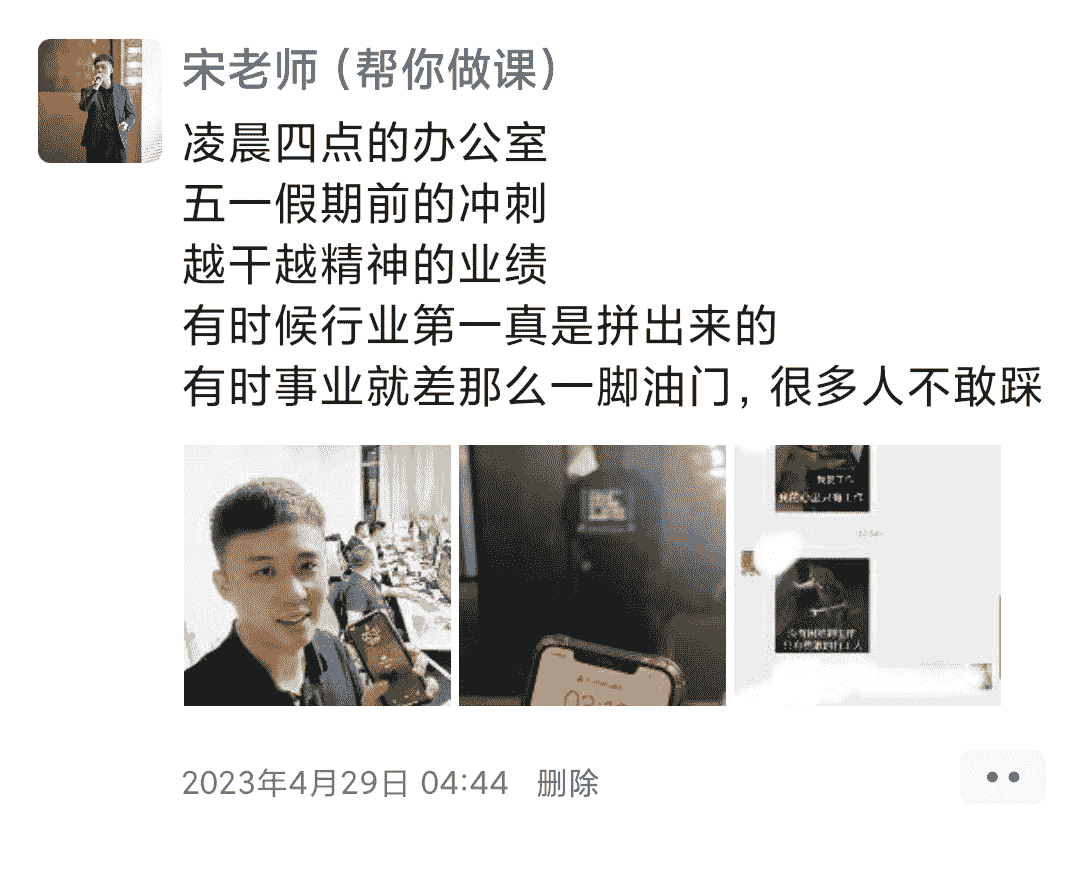 宋老师（帮你做课）
凌晨四点的办公室
五一假期前的冲刺
越干越精神的业绩
有时候行业第一真是拼出来的
有时事业就差那么一脚油门，很多人不敢踩
2023年4月29日 04:44 删除